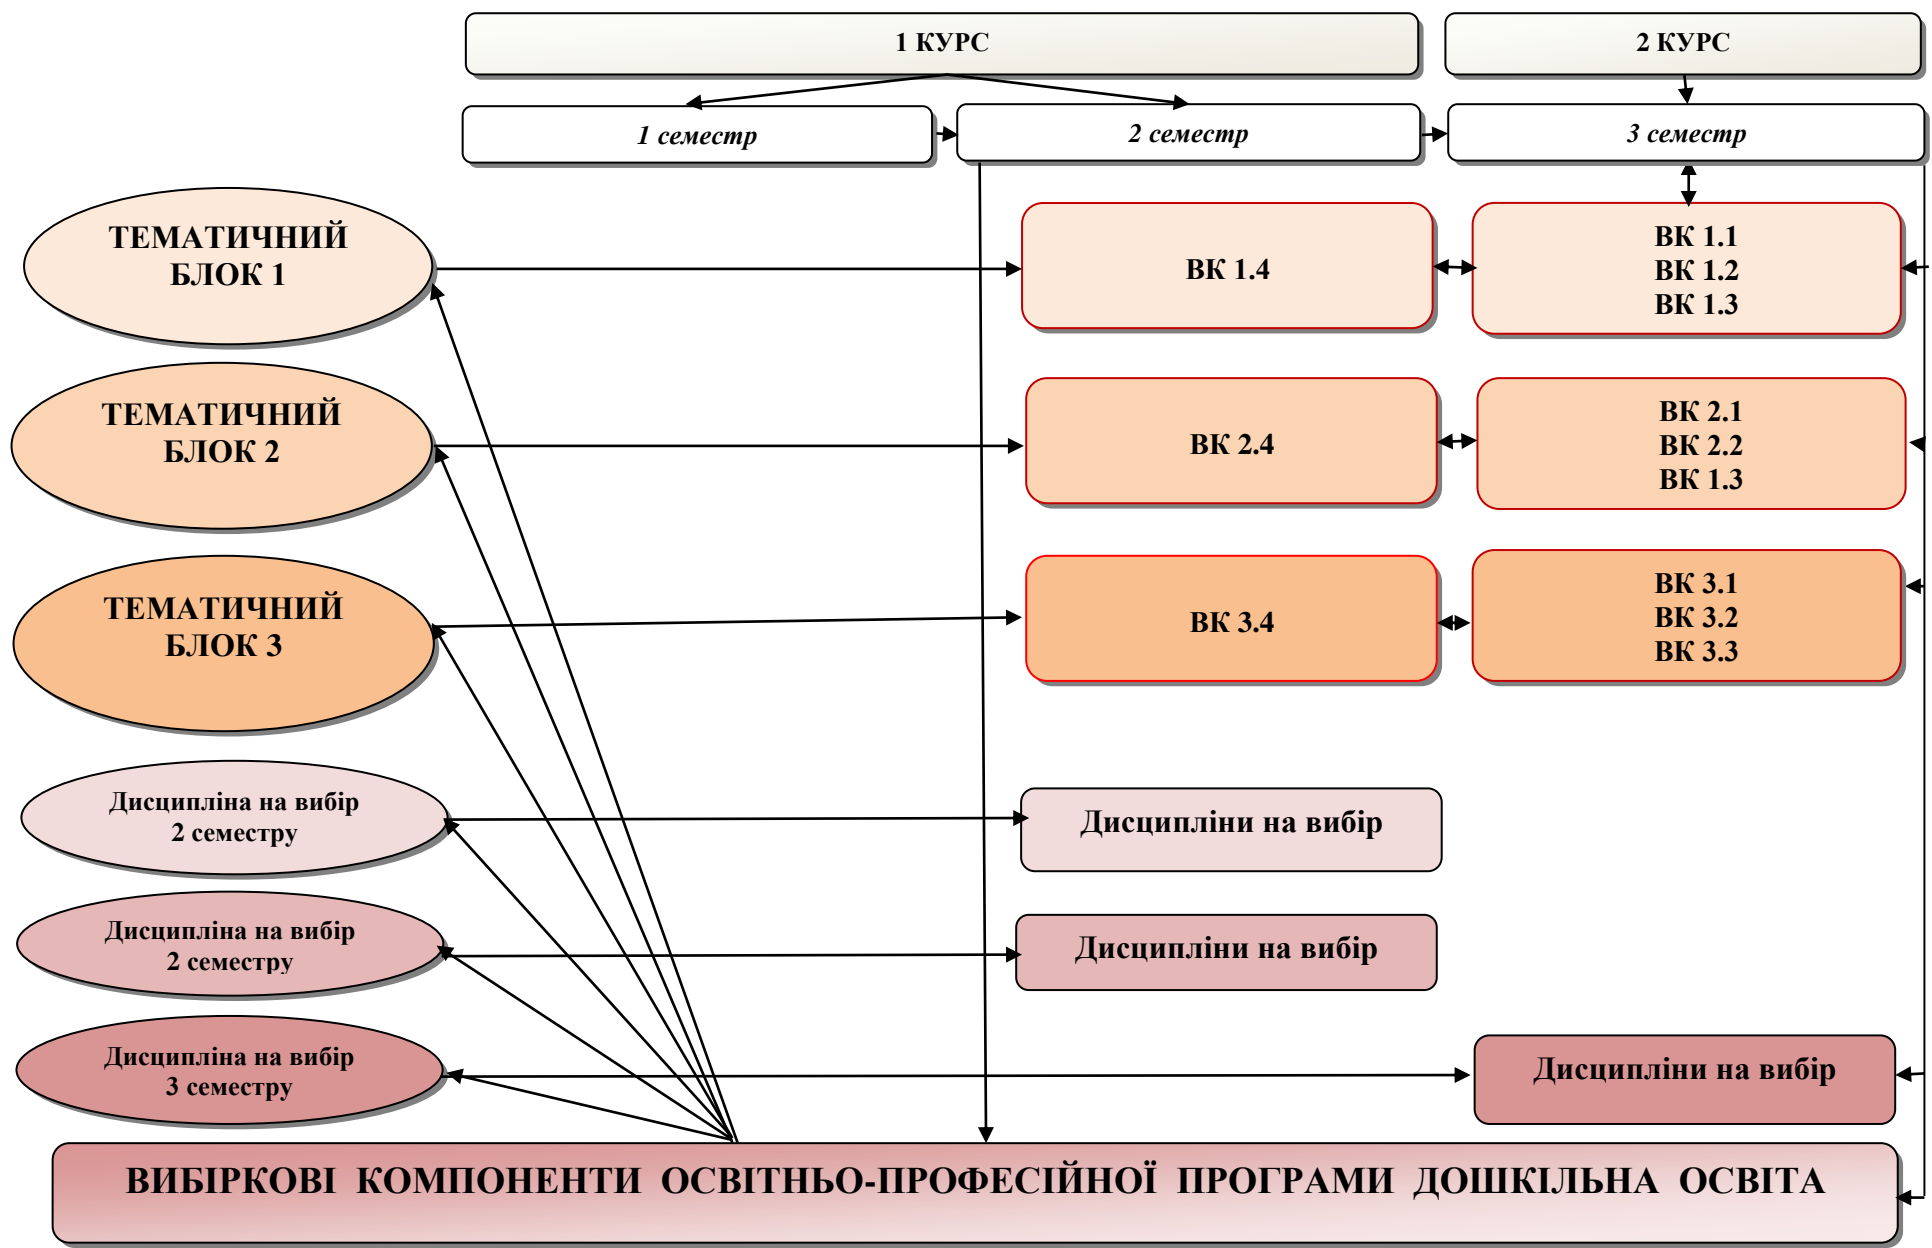 1 КУРС
2 КУРС
1 семестр
2 семестр
3 семестр
ТЕМАТИЧНИЙ
БЛОК 1
ВК 1.4
ВК 1.1
ВК 1.2
ВК 1.3
ТЕМАТИЧНИЙ
БЛОК 2
ВК 2.4
ВК 2.1
ВК 2.2
ВК 1.3
ТЕМАТИЧНИЙ
БЛОК 3
ВК 3.4
ВК 3.1
ВК 3.2
ВК 3.3
Дисципліна на вибір
2 семестру
Дисципліни на вибір
Дисципліна на вибір
2 семестру
Дисципліни на вибір
Дисципліна на вибір
3 семестру
Дисципліни на вибір
ВИБІРКОВІ КОМПОНЕНТИ ОСВІТНЬО-ПРОФЕСІЙНОЇ ПРОГРАМИ ДОШКІЛЬНА ОСВІТА